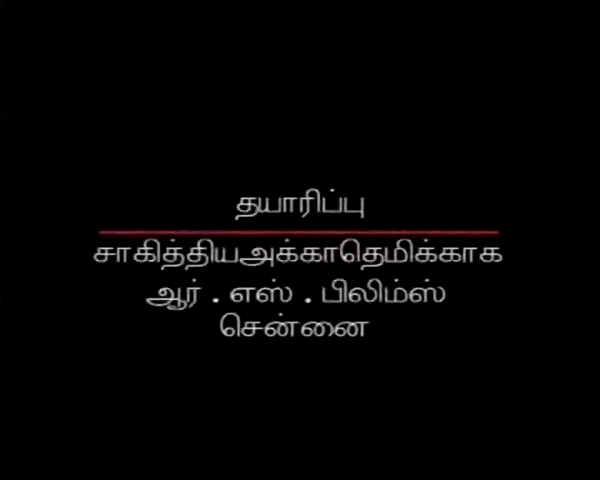 தயாரிப்பு
சாகித்தியஅக்காதெமிக்காக
ஆர் . எஸ் . பிலிம்ஸ்
சென்னை